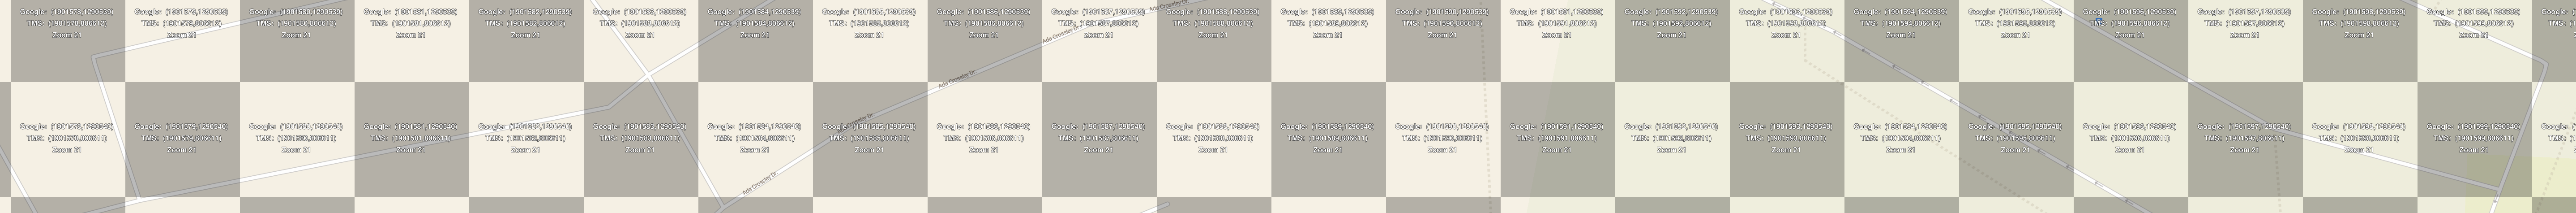 Google: (1901578,1290539)
TMS: (1901578,806612)
Zoom 21
Google: (1901579,1290539)
TMS: (1901579,806612)
Zoom 21
Google: (1901580,1290539)
TMS: (1901580,806612)
Zoom 21
Google: (1901581,1290539)
TMS: (1901581,806612)
Zoom 21
Google: (1901582,1290539)
TMS: (1901582,806612)
Zoom 21
Google: (1901583,1290539)
TMS: (1901583,806612)
Zoom 21
Google: (1901584,1290539)
TMS: (1901584,806612)
Zoom 21
Google: (1901585,1290539)
TMS: (1901585,806612)
Zoom 21
Google: (1901586,1290539)
TMS: (1901586,806612)
Zoom 21
Google: (1901587,1290539)
TMS: (1901587,806612)
Zoom 21
Google: (1901588,1290539)
TMS: (1901588,806612)
Zoom 21
Google: (1901589,1290539)
TMS: (1901589,806612)
Zoom 21
Google: (1901590,1290539)
TMS: (1901590,806612)
Zoom 21
Google: (1901591,1290539)
TMS: (1901591,806612)
Zoom 21
Google: (1901592,1290539)
TMS: (1901592,806612)
Zoom 21
Google: (1901593,1290539)
TMS: (1901593,806612)
Zoom 21
Google: (1901594,1290539)
TMS: (1901594,806612)
Zoom 21
Google: (1901595,1290539)
TMS: (1901595,806612)
Zoom 21
Google: (1901596,1290539)
TMS: (1901596,806612)
Zoom 21
Google: (1901597,1290539)
TMS: (1901597,806612)
Zoom 21
Google: (1901598,1290539)
TMS: (1901598,806612)
Zoom 21
Google: (1901599,1290539)
TMS: (1901599,806612)
Zoom 21
Ada Crossley Dr
Ada Crossley Dr
Ada Crossley Dr
Google: (1901578,1290540)
TMS: (1901578,806611)
Zoom 21
Google: (1901579,1290540)
TMS: (1901579,806611)
Zoom 21
Google: (1901580,1290540)
TMS: (1901580,806611)
Zoom 21
Google: (1901581,1290540)
TMS: (1901581,806611)
Zoom 21
Google: (1901582,1290540)
TMS: (1901582,806611)
Zoom 21
Google: (1901583,1290540)
TMS: (1901583,806611)
Zoom 21
Google: (1901584,1290540)
TMS: (1901584,806611)
Zoom 21
Google: (1901585,1290540)
TMS: (1901585,806611)
Zoom 21
Google: (1901586,1290540)
TMS: (1901586,806611)
Zoom 21
Google: (1901587,1290540)
TMS: (1901587,806611)
Zoom 21
Google: (1901588,1290540)
TMS: (1901588,806611)
Zoom 21
Google: (1901589,1290540)
TMS: (1901589,806611)
Zoom 21
Google: (1901590,1290540)
TMS: (1901590,806611)
Zoom 21
Google: (1901591,1290540)
TMS: (1901591,806611)
Zoom 21
Google: (1901592,1290540)
TMS: (1901592,806611)
Zoom 21
Google: (1901593,1290540)
TMS: (1901593,806611)
Zoom 21
Google: (1901594,1290540)
TMS: (1901594,806611)
Zoom 21
Google: (1901595,1290540)
TMS: (1901595,806611)
Zoom 21
Google: (1901596,1290540)
TMS: (1901596,806611)
Zoom 21
Google: (1901597,1290540)
TMS: (1901597,806611)
Zoom 21
Google: (1901598,1290540)
TMS: (1901598,806611)
Zoom 21
Google: (1901599,1290540)
TMS: (1901599,806611)
Zoom 21
Ada Crossley Dr